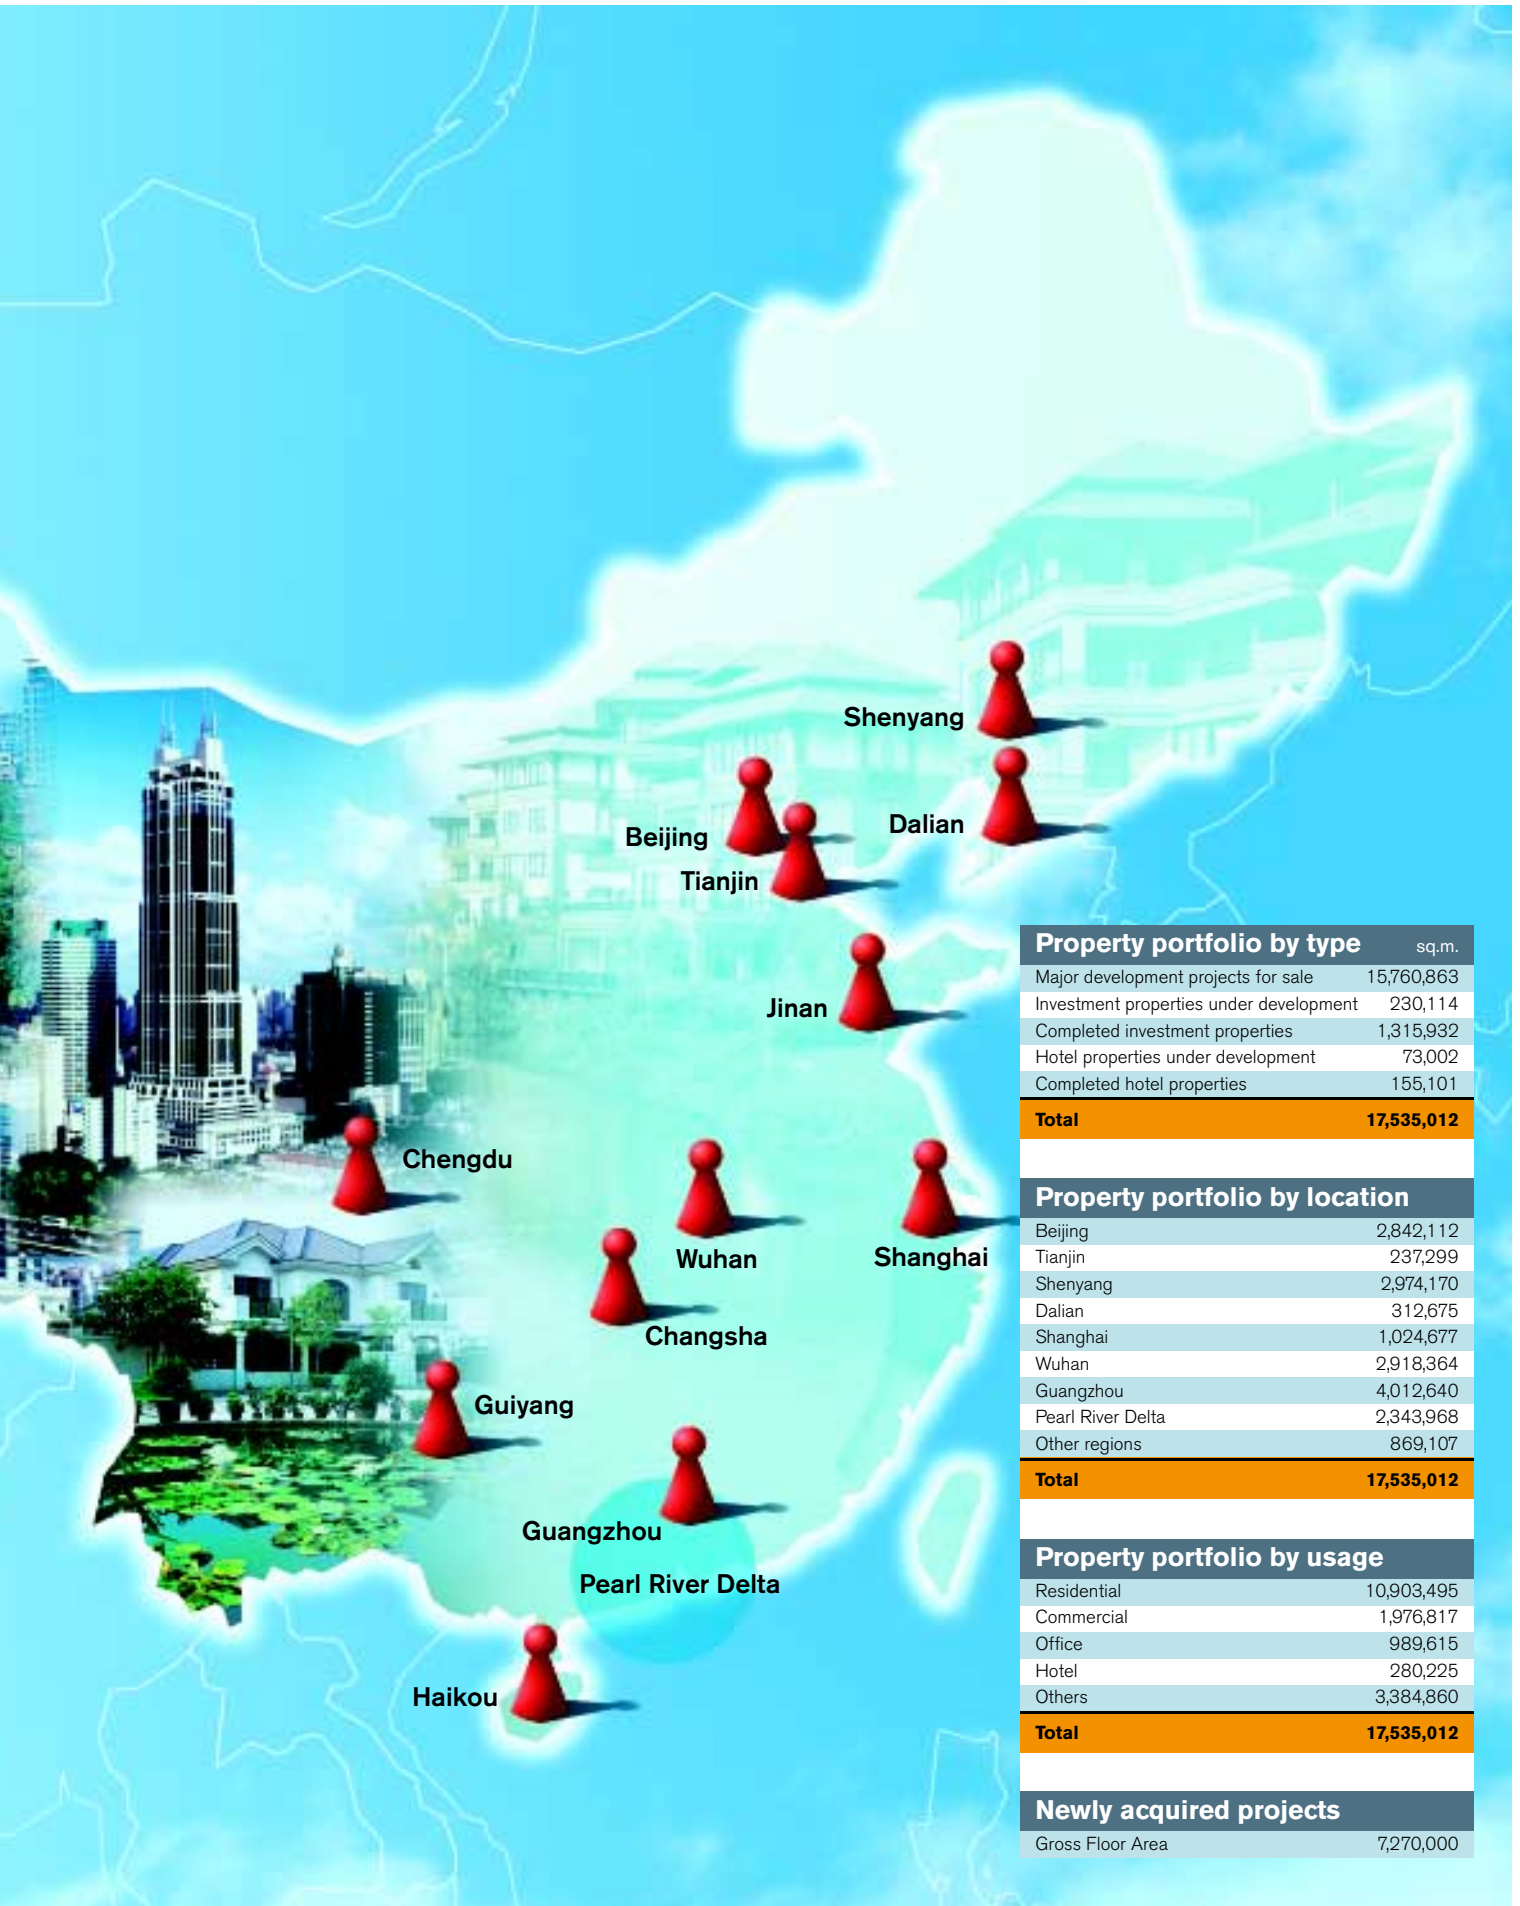 Shenyang
Beijing
Dalian
Tianjin
Jinan
Chengdu
Wuhan
Shanghai
Changsha
Guiyang
Guangzhou
Pearl River Delta
Haikou
Property portfolio by type sq.m.
Major development projects for sale 15,760,863
Investment properties under development 230,114
Completed investment properties 1,315,932
Hotel properties under development 73,002
Completed hotel properties 155,101
Total 17,535,012
Property portfolio by location
Beijing 2,842,112
Tianjin 237,299
Shenyang 2,974,170
Dalian 312,675
Shanghai 1,024,677
Wuhan 2,918,364
Guangzhou 4,012,640
Pearl River Delta 2,343,968
Other regions 869,107
Total 17,535,012
Property portfolio by usage
Residential 10,903,495
Commercial 1,976,817
Office 989,615
Hotel 280,225
Others 3,384,860
Total 17,535,012
Newly acquired projects
Gross Floor Area 7,270,000